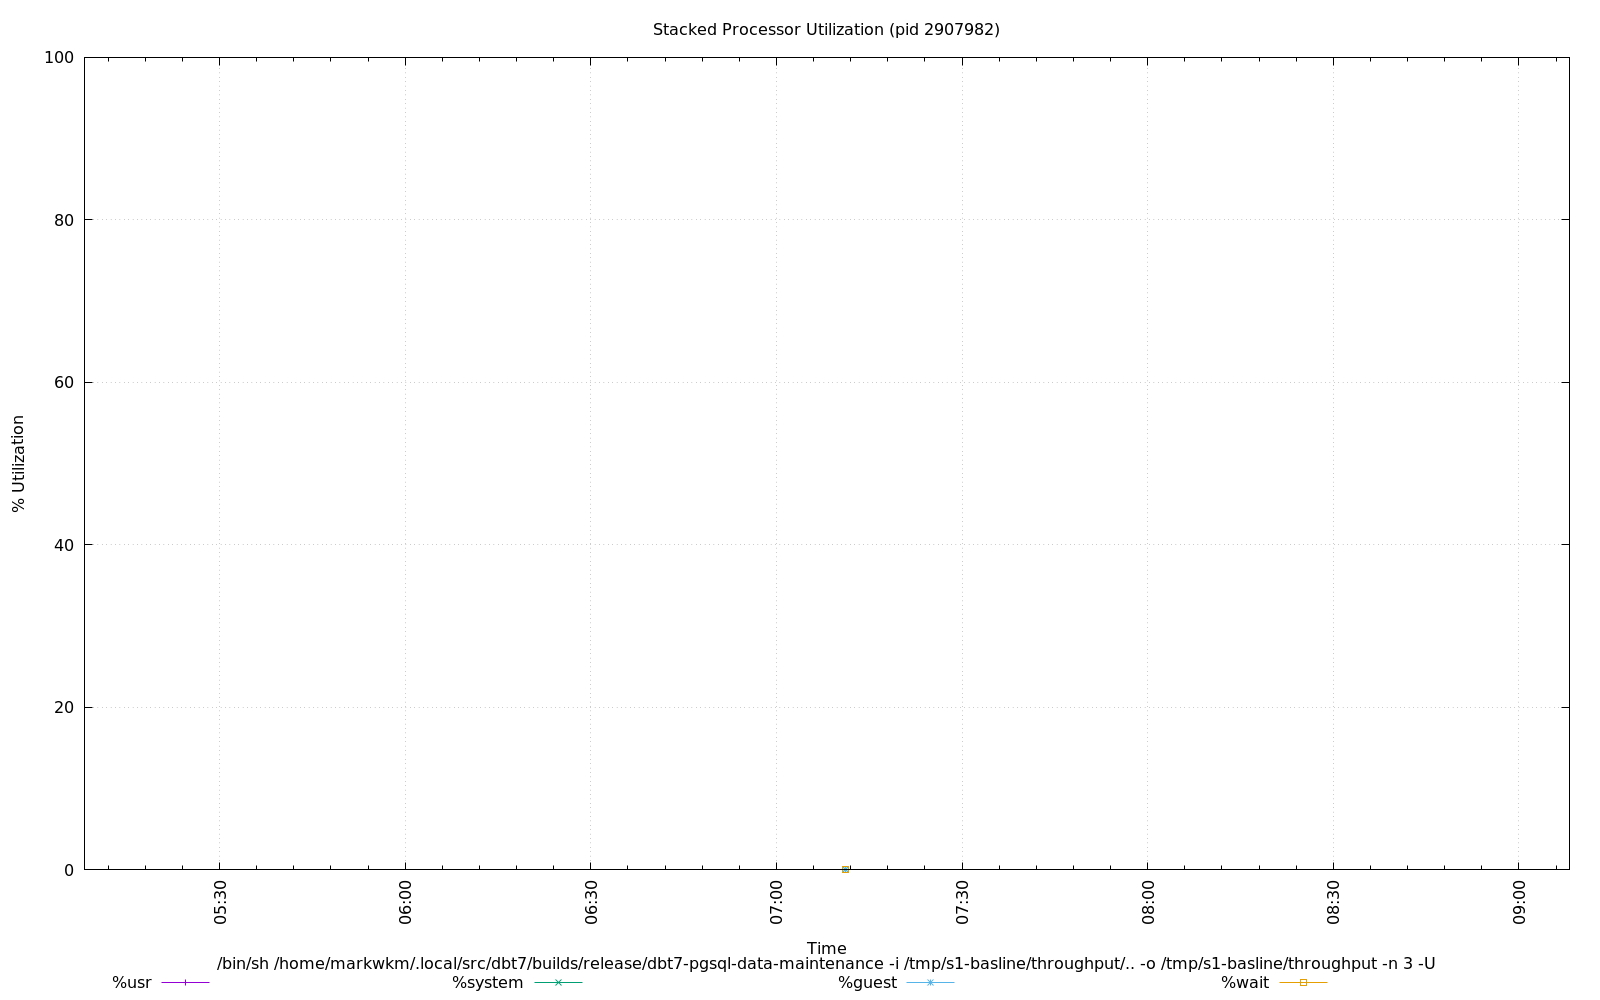 Stacked Processor Utilization (pid 2907982)
100
80
60
40
20
0
% Utilization
05:30
06:00
06:30
07:00
07:30
08:00
08:30
09:00
Time
/bin/sh /home/markwkm/.local/src/dbt7/builds/release/dbt7-pgsql-data-maintenance -i /tmp/s1-basline/throughput/.. -o /tmp/s1-basline/throughput -n 3 -U
%usr
%system
%guest
%wait